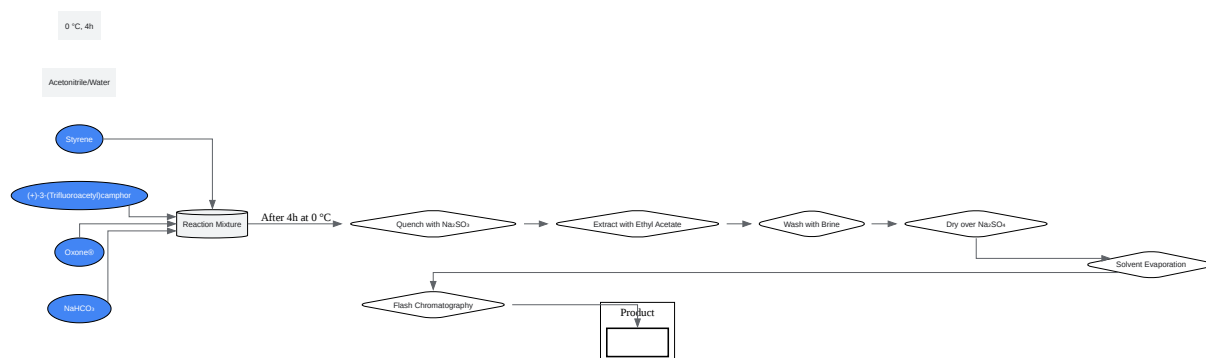 0 °C, 4h
Acetonitrile/Water
Styrene
(+)-3-(Trifluoroacetyl)camphor
Oxone®
NaHCO₃
Reaction Mixture
After 4h at 0 °C
Quench with Na₂SO₃
Extract with Ethyl Acetate
Wash with Brine
Dry over Na₂SO₄
Solvent Evaporation
Flash Chromatography
Product